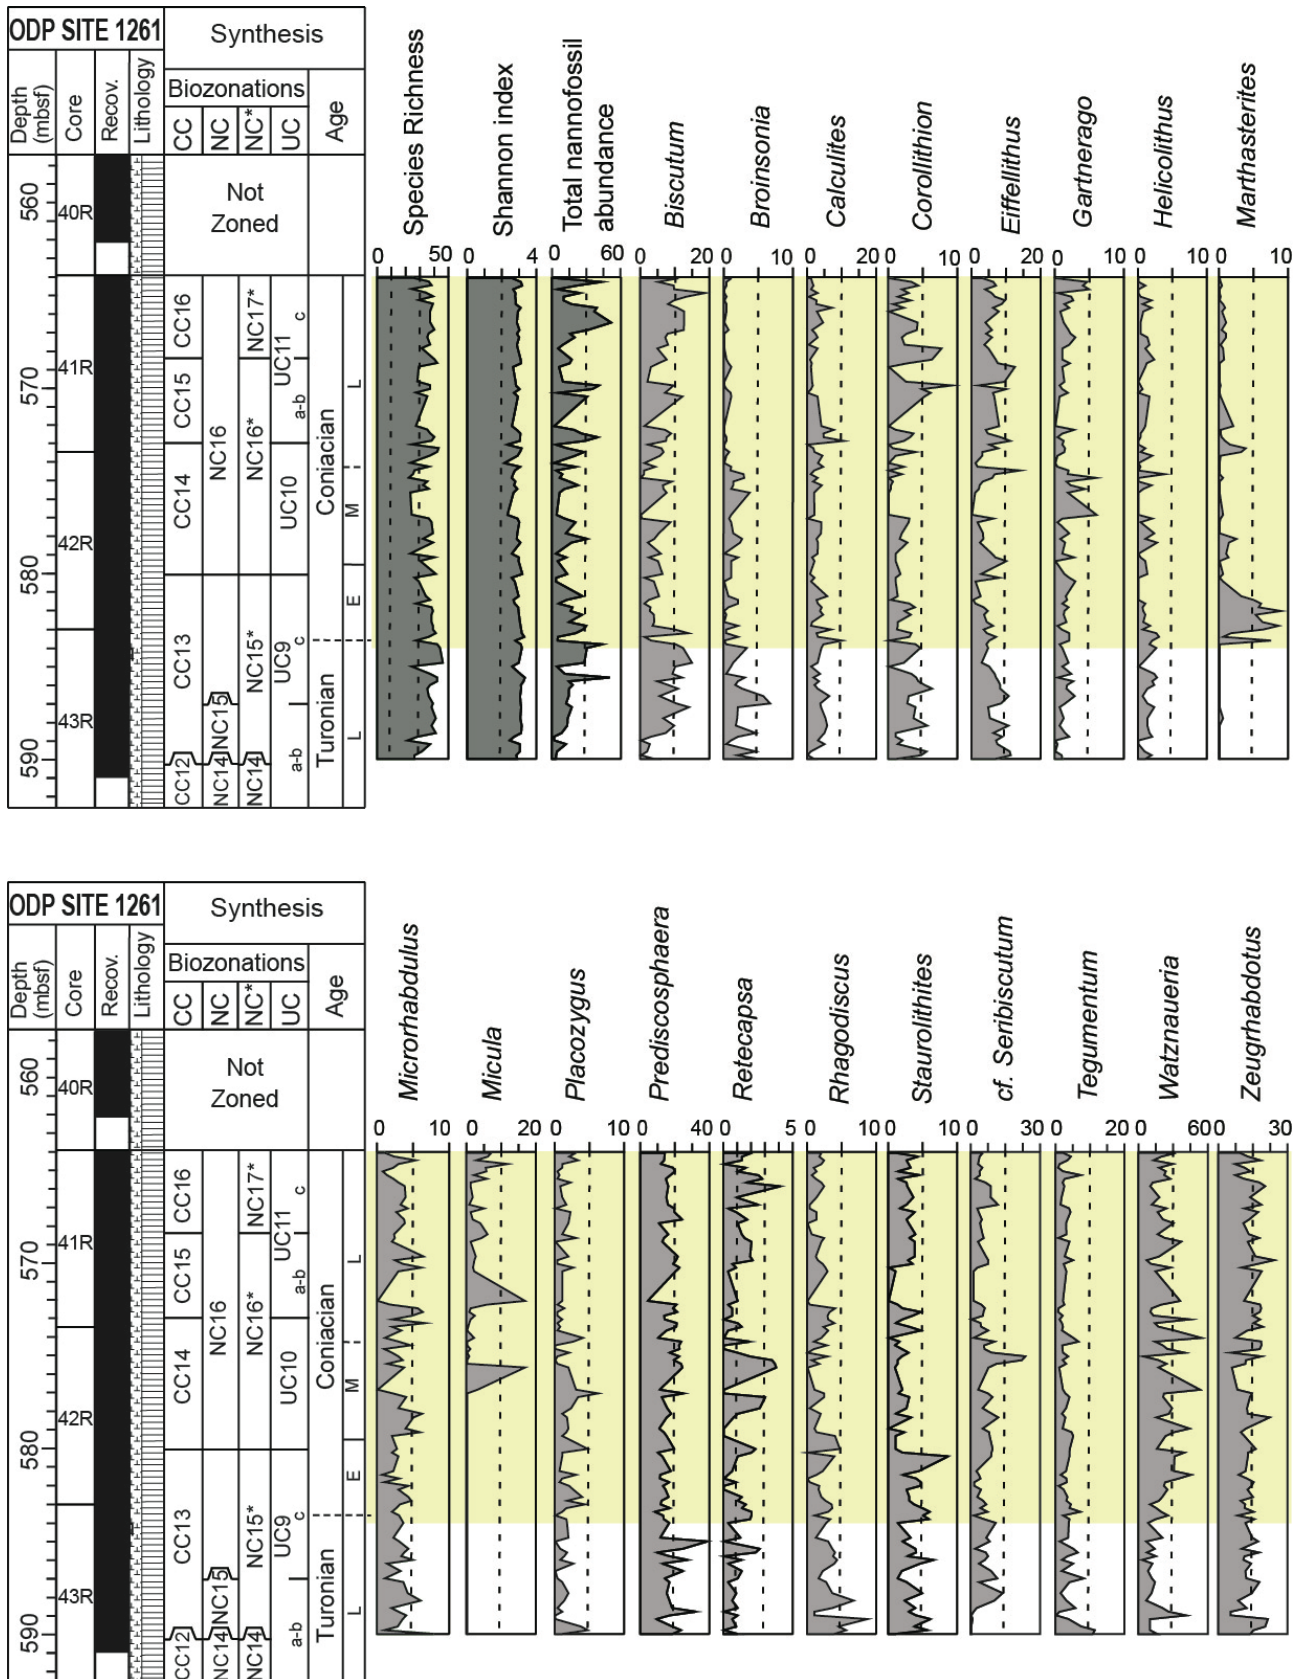 ODP SITE 1261
Synthesis
Depth
(mbsf)
Core
Recov.
Lithology
Biozonations
CC
NC
NC*
UC
Age
Species Richness
Shannon index
Total nannofossil
abundance
Biscutum
Broinsonia
Calculites
Corollithion
Eiffellithus
Gartnerago
Helicolithus
Marthasterites
0 50
0 4
0 60
0 20
0 10
0 20
0 10
0 20
0 10
0 10
0 10
560
570
580
590
40R
41R
42R
43R
Not
Zoned
CC16
CC15
CC14
CC13
CC12
NC16
NC15
NC14
NC17*
NC16*
NC15*
NC14
c
UC11
a-b
UC10
c
UC9
a-b
Coniacian
Turonian
L
M
E
L
ODP SITE 1261
Synthesis
Depth
(mbsf)
Core
Recov.
Lithology
Biozonations
CC
NC
NC*
UC
Age
Microrhabdulus
Micula
Placozygus
Prediscosphaera
Retecapsa
Rhagodiscus
Staurolithites
cf. Seribiscutum
Tegumentum
Watznaueria
Zeugrhabdotus
0 10
0 20
0 10
0 40
0 5
0 10
0 10
0 30
0 20
0 60
0 30
560
570
580
590
40R
41R
42R
43R
Not
Zoned
CC16
CC15
CC14
CC13
CC12
NC16
NC15
NC14
NC17*
NC16*
NC15*
NC14
c
UC11
a-b
UC10
c
UC9
a-b
Coniacian
Turonian
L
M
E
L